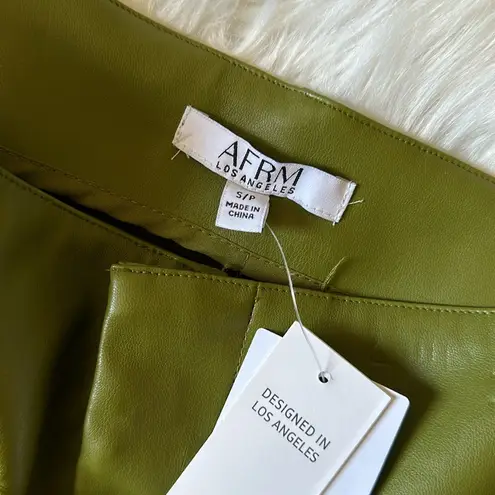 AFRM
LOS ANGELES
S/P
MADE IN
CHINA
DESIGNED IN
LOS ANGELES